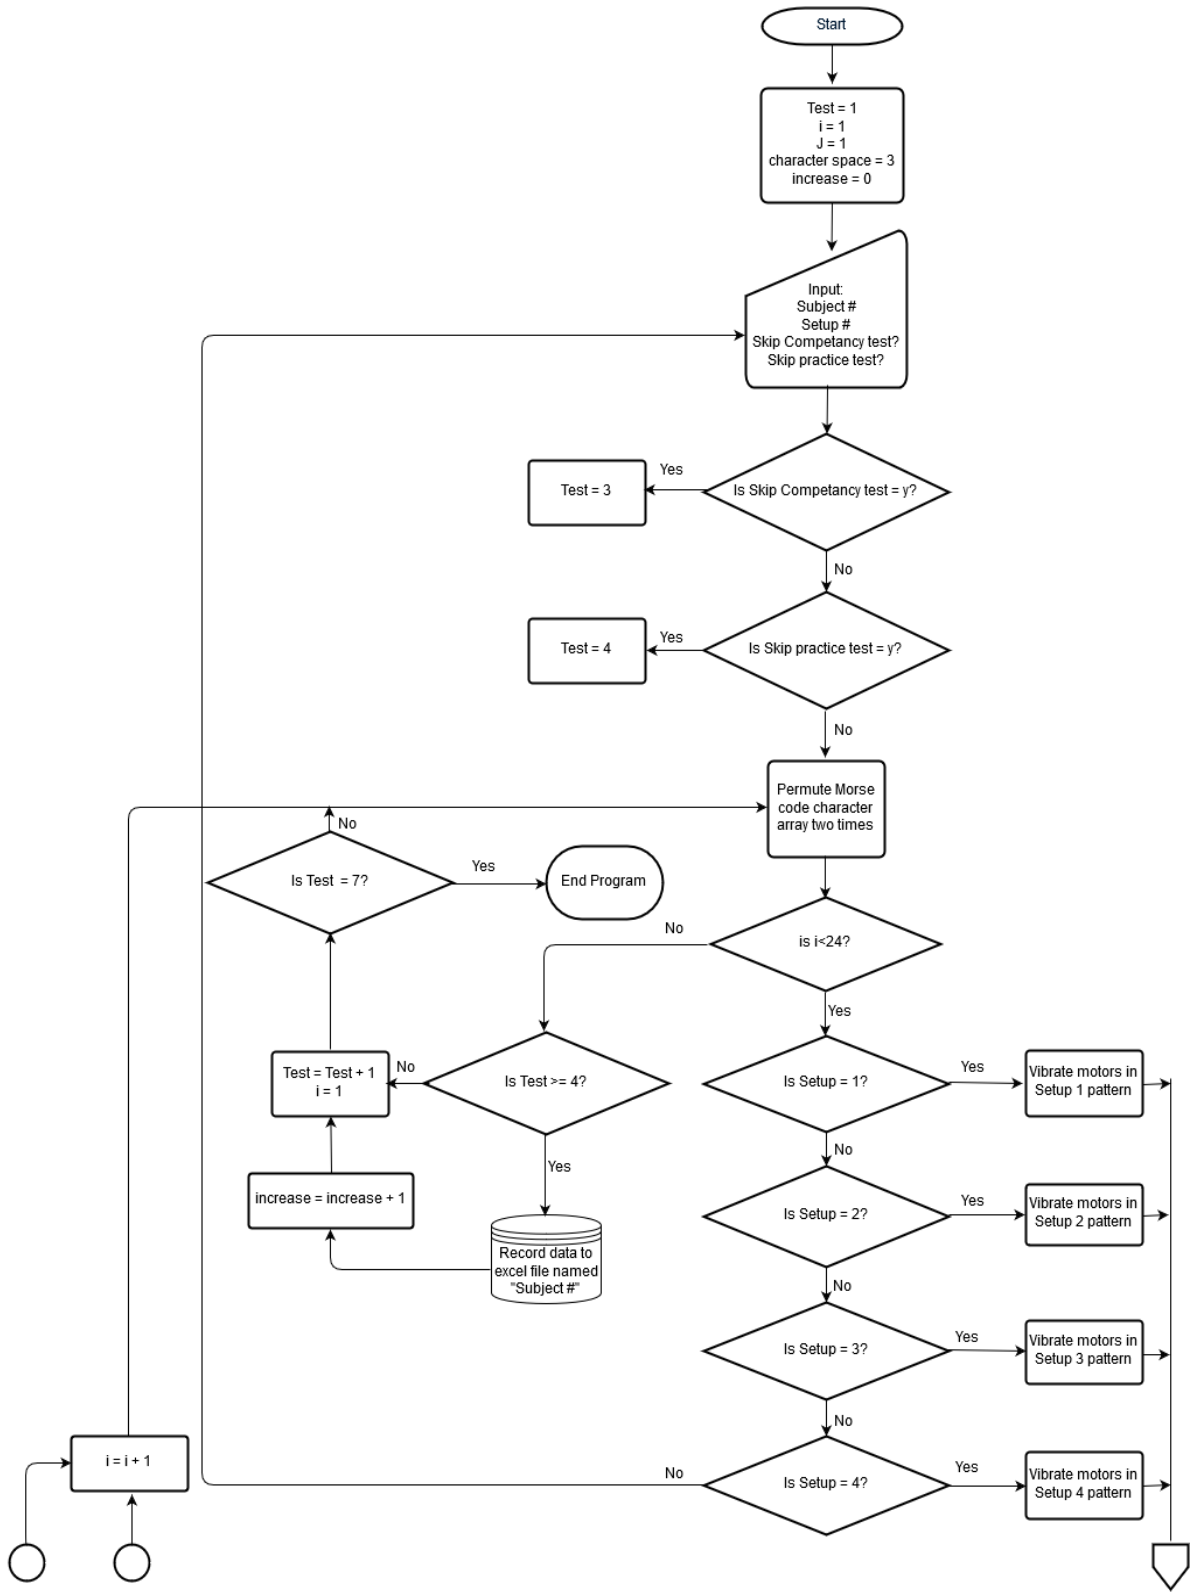 Start
Test = 1
i = 1
J = 1
character space = 3
increase = 0
Input:
Subject #
Setup #
Skip Competancy test?
Skip practice test?
Is Skip Competancy test = y?
Yes
Test = 3
No
Is Skip practice test = y?
Yes
Test = 4
No
Permute Morse
code character
array two times
No
Is Test = 7?
Yes
End Program
is i<24?
No
Yes
Is Test >= 4?
No
Test = Test + 1
i = 1
Yes
increase = increase + 1
Record data to
excel file named
"Subject #"
Is Setup = 1?
Yes
Vibrate motors in
Setup 1 pattern
No
Is Setup = 2?
Yes
Vibrate motors in
Setup 2 pattern
No
Is Setup = 3?
Yes
Vibrate motors in
Setup 3 pattern
No
Is Setup = 4?
Yes
Vibrate motors in
Setup 4 pattern
No
i = i + 1